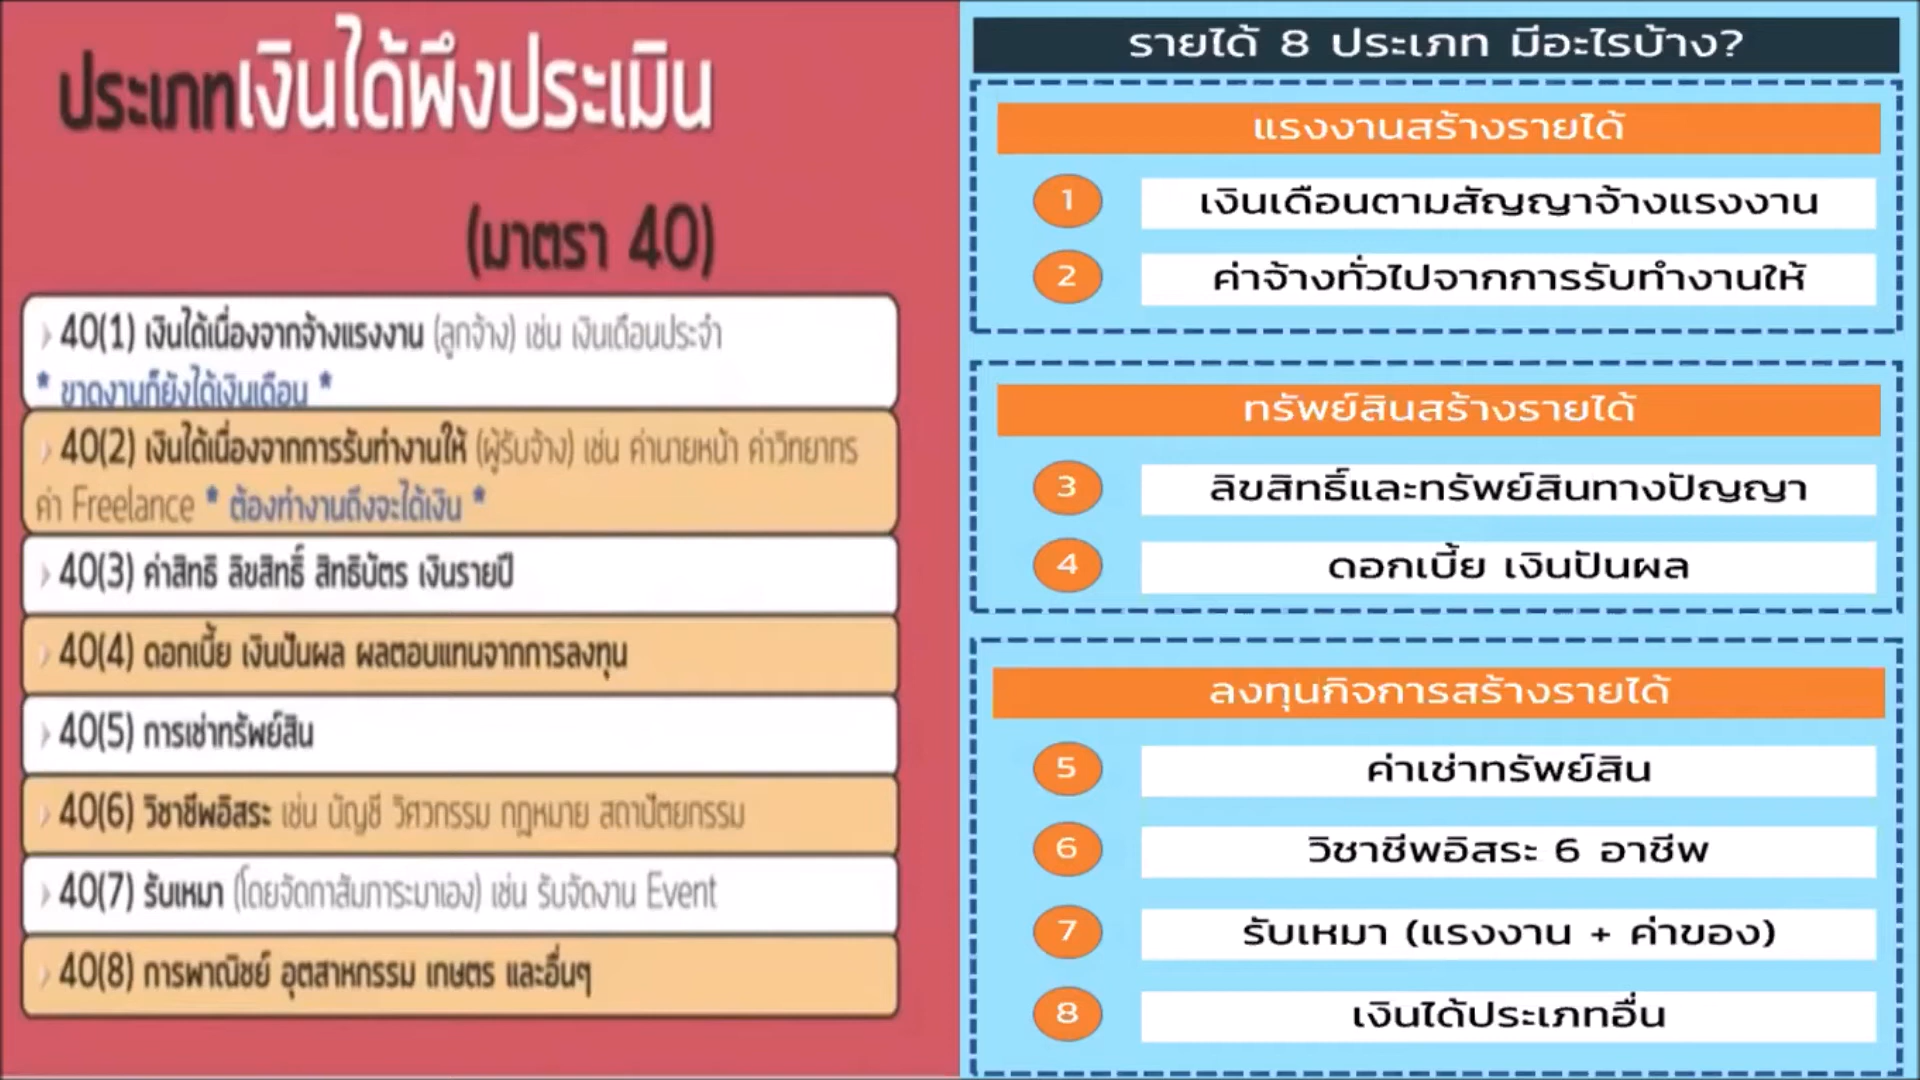 ประเภทเงินได้พึงประเมิน
(มาตรา 40)
40(1) เงินได้เนื่องจากจ้างแรงงาน (ลูกจ้าง) เช่น เงินเดือนประจำ
* ขาดงานก็ยังได้เงินเดือน *
40(2) เงินได้เนื่องจากการรับทำงานให้ (ผู้รับจ้าง) เช่น ค่านายหน้า ค่าวิทยากร
ค่า Freelance * ต้องทำงานถึงจะได้เงิน *
40(3) ค่าสิทธิ ลิขสิทธิ์ สิทธิบัตร เงินรายปี
40(4) ดอกเบี้ย เงินปันผล ผลตอบแทนจากการลงทุน
40(5) การเช่าทรัพย์สิน
40(6) วิชาชีพอิสระ เช่น บัญชี วิศวกรรม กฎหมาย สถาปัตยกรรม
40(7) รับเหมา (โดยจัดหาสัมภาระมาเอง) เช่น รับจัดงาน Event
40(8) การพาณิชย์ อุตสาหกรรม เกษตร และอื่นๆ
รายได้ 8 ประเภท มีอะไรบ้าง?
แรงงานสร้างรายได้
1 เงินเดือนตามสัญญาจ้างแรงงาน
2 ค่าจ้างทั่วไปจากการรับทำงานให้
ทรัพย์สินสร้างรายได้
3 ลิขสิทธิ์และทรัพย์สินทางปัญญา
4 ดอกเบี้ย เงินปันผล
ลงทุนกิจการสร้างรายได้
5 ค่าเช่าทรัพย์สิน
6 วิชาชีพอิสระ 6 อาชีพ
7 รับเหมา (แรงงาน + ค่าของ)
8 เงินได้ประเภทอื่น